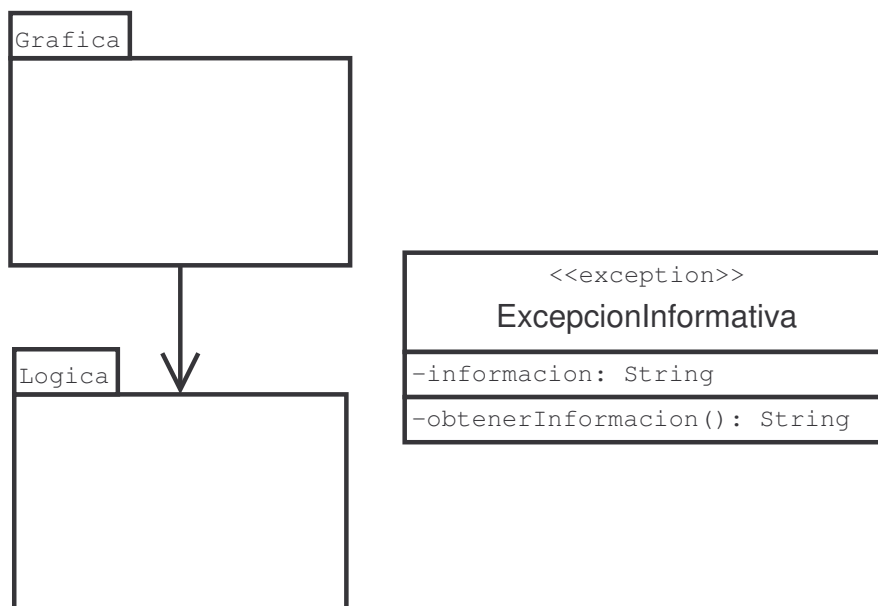 Grafica
Logica
<<exception>>
ExcepcionInformativa
-informacion: String
-obtenerInformacion(): String